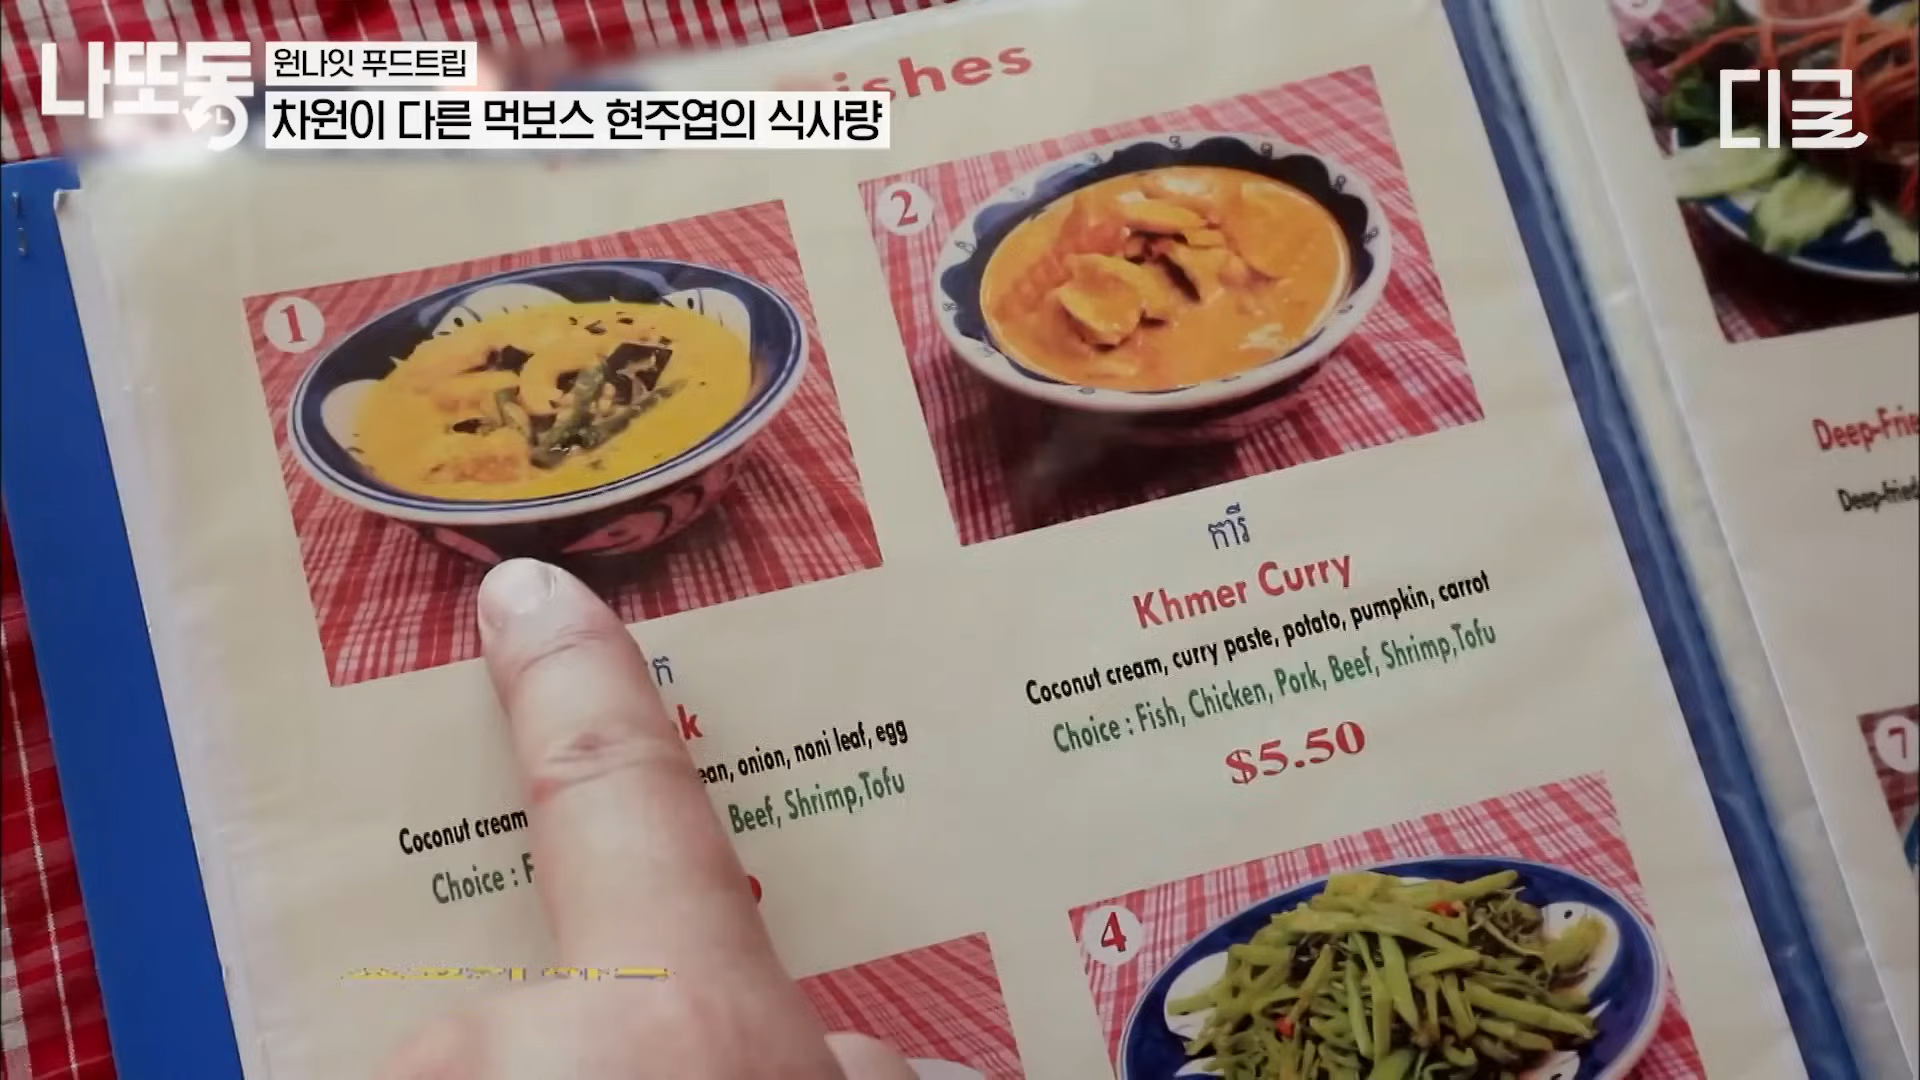 나또동
원나잇 푸드트립
차원이 다른 먹보스 현주엽의 식사량
디글
ishes
1
2
ការី
Khmer Curry
Coconut cream, curry paste, potato, pumpkin, carrot
Choice : Fish, Chicken, Pork, Beef, Shrimp,Tofu
$5.50
k
Coconut cream onion, noni leaf, egg
Choice : Beef, Shrimp,Tofu
4
Deep-Frie
Deep-fried
7